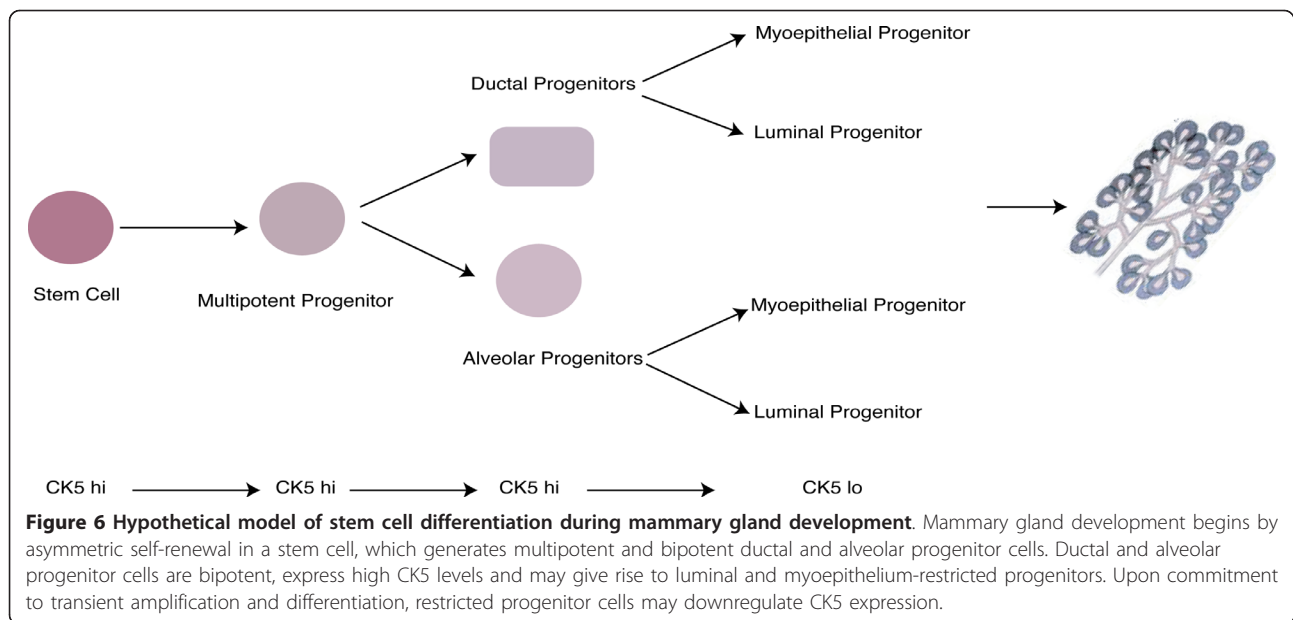 Myoepithelial Progenitor
Ductal Progenitors
Luminal Progenitor
Stem Cell
Multipotent Progenitor
Myoepithelial Progenitor
Alveolar Progenitors
Luminal Progenitor
CK5 hi CK5 hi CK5 hi CK5 lo
Figure 6 Hypothetical model of stem cell differentiation during mammary gland development. Mammary gland development begins by
asymmetric self-renewal in a stem cell, which generates multipotent and bipotent ductal and alveolar progenitor cells. Ductal and alveolar
progenitor cells are bipotent, express high CK5 levels and may give rise to luminal and myoepithelium-restricted progenitors. Upon commitment
to transient amplification and differentiation, restricted progenitor cells may downregulate CK5 expression.